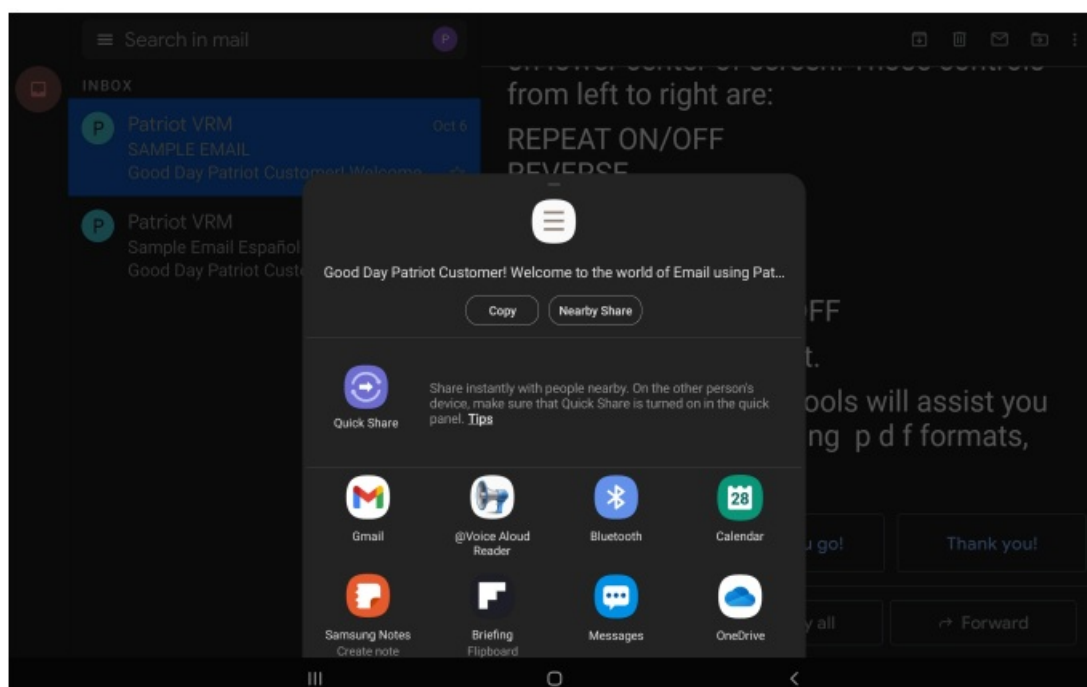 Search in mail
P
INBOX
P
Patriot VRM
Oct 6
SAMPLE EMAIL
Good Day Patriot Customer! Welcome
P
Patriot VRM
Sample Email Español
Good Day Patriot Custo
from left to right are:
REPEAT ON/OFF
REVERSE
FF
t.
ools will assist you
ng p d f formats,
u go!
Thank you!
y all
Forward
Good Day Patriot Customer! Welcome to the world of Email using Pat...
Copy
Nearby Share
Quick Share
Share instantly with people nearby. On the other person's
device, make sure that Quick Share is turned on in the quick
panel. Tips
Gmail
@Voice Aloud
Reader
Bluetooth
28
Calendar
Samsung Notes
Create note
Briefing
Flipboard
Messages
OneDrive